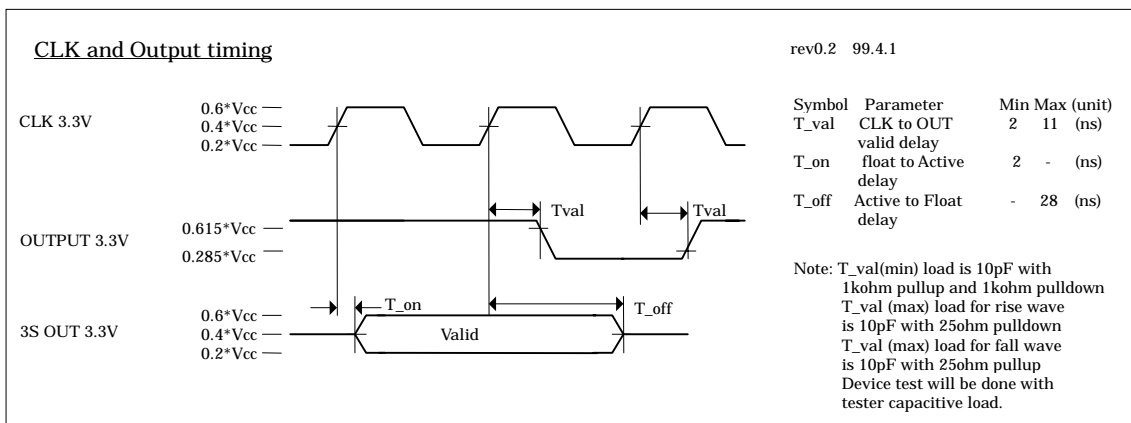 CLK and Output timing
rev0.2 99.4.1
CLK 3.3V
0.6*Vcc
0.4*Vcc
0.2*Vcc
OUTPUT 3.3V
0.615*Vcc
0.285*Vcc
Tval
Tval
3S OUT 3.3V
0.6*Vcc
0.4*Vcc
0.2*Vcc
T_on
Valid
T_off
Symbol Parameter Min Max (unit)
T_val CLK to OUT 2 11 (ns)
valid delay
T_on float to Active 2 - (ns)
delay
T_off Active to Float - 28 (ns)
delay
Note: T_val(min) load is 10pF with
1kohm pullup and 1kohm pulldown
T_val (max) load for rise wave
is 10pF with 25ohm pulldown
T_val (max) load for fall wave
is 10pF with 25ohm pullup
Device test will be done with
tester capacitive load.